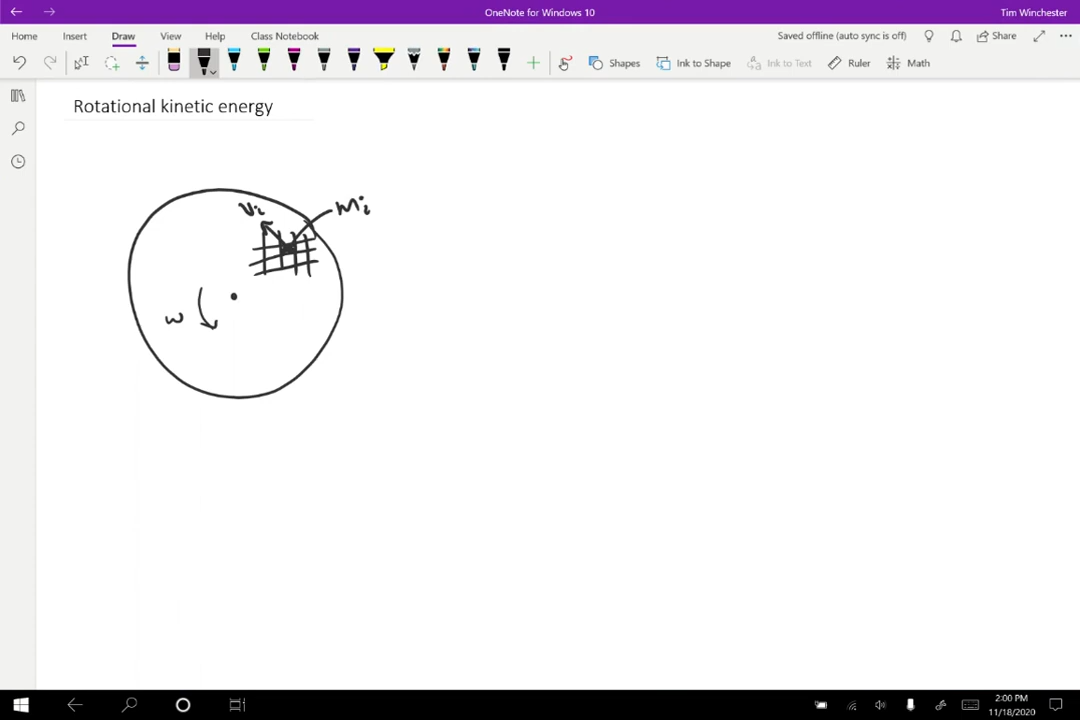 OneNote for Windows 10
Tim Winchester
Home Insert Draw View Help Class Notebook
Saved offline (auto sync is off) Share
Shapes Ink to Shape Ink to Text Ruler Math
Rotational kinetic energy
vi
mi
w
2:00 PM
11/18/2020